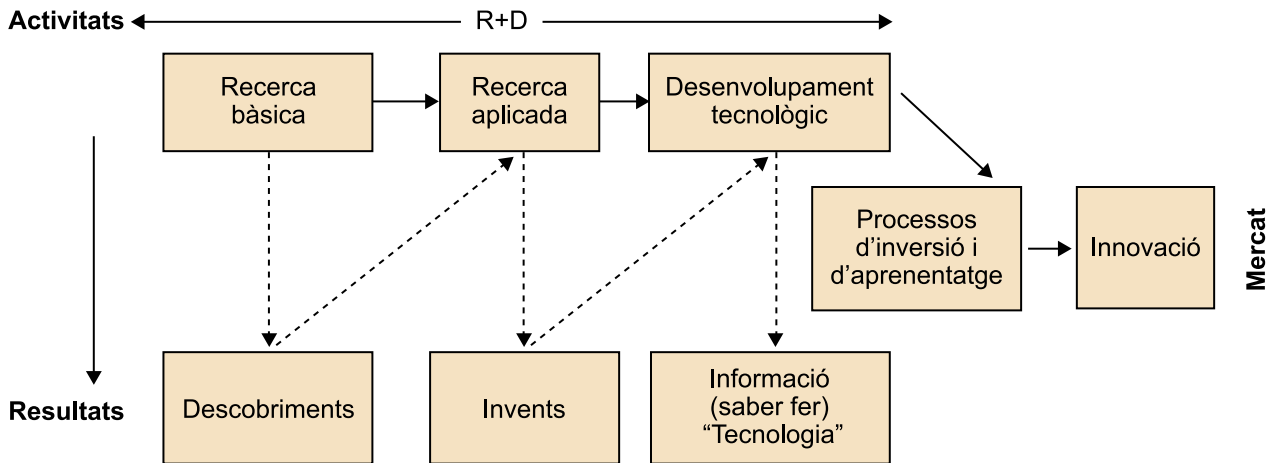 Activitats
R+D
Recerca
bàsica
Recerca
aplicada
Desenvolupament
tecnològic
Processos
d’inversió i
d’aprenentatge
Innovació
Mercat
Resultats
Descobriments
Invents
Informació
(saber fer)
“Tecnologia”